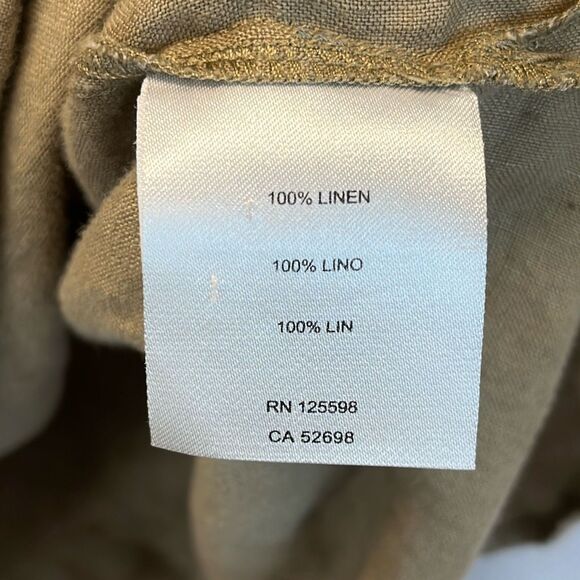 100% LINEN
100% LINO
100% LIN
RN 125598
CA 52698